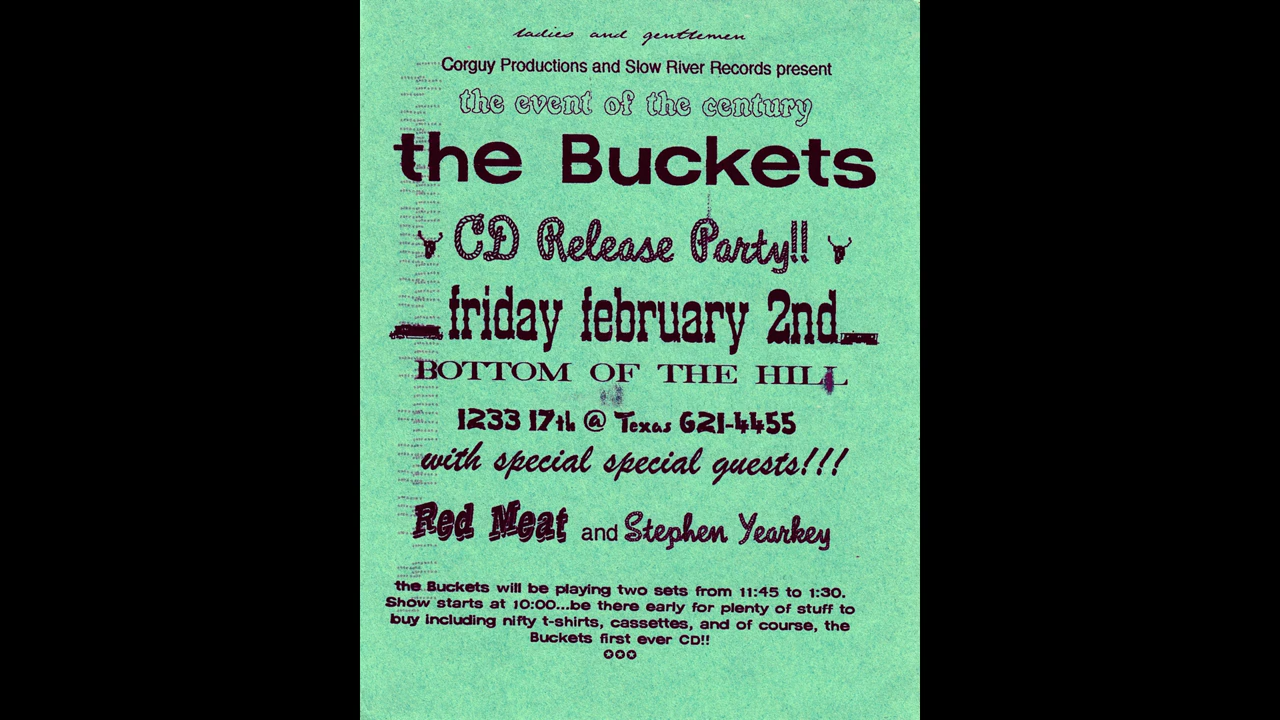 ladies and gentlemen
Corguy Productions and Slow River Records present
the event of the century
the Buckets
CD Release Party!!
friday february 2nd
BOTTOM OF THE HILL
1233 17th @ Texas 621-4455
with special special guests!!!
Red Meat and Stephen Yearkey
the Buckets will be playing two sets from 11:45 to 1:30.
Show starts at 10:00...be there early for plenty of stuff to
buy including nifty t-shirts, cassettes, and of course, the
Buckets first ever CD!!